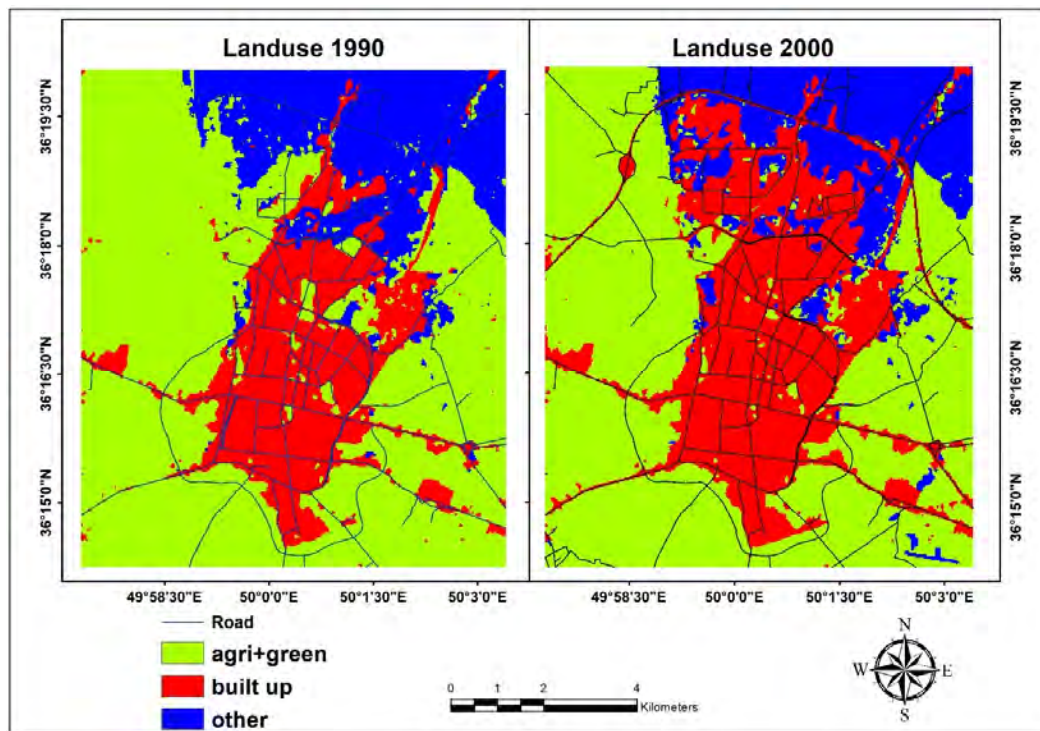 Landuse 1990
Landuse 2000
36°19'30"N
36°18'0"N
36°16'30"N
36°15'0"N
36°19'30"N
36°18'0"N
36°16'30"N
36°15'0"N
49°58'30"E 50°0'0"E 50°1'30"E 50°3'0"E
49°58'30"E 50°0'0"E 50°1'30"E 50°3'0"E
Road
agri+green
built up
other
0 1 2 4
Kilometers
N
W E
S